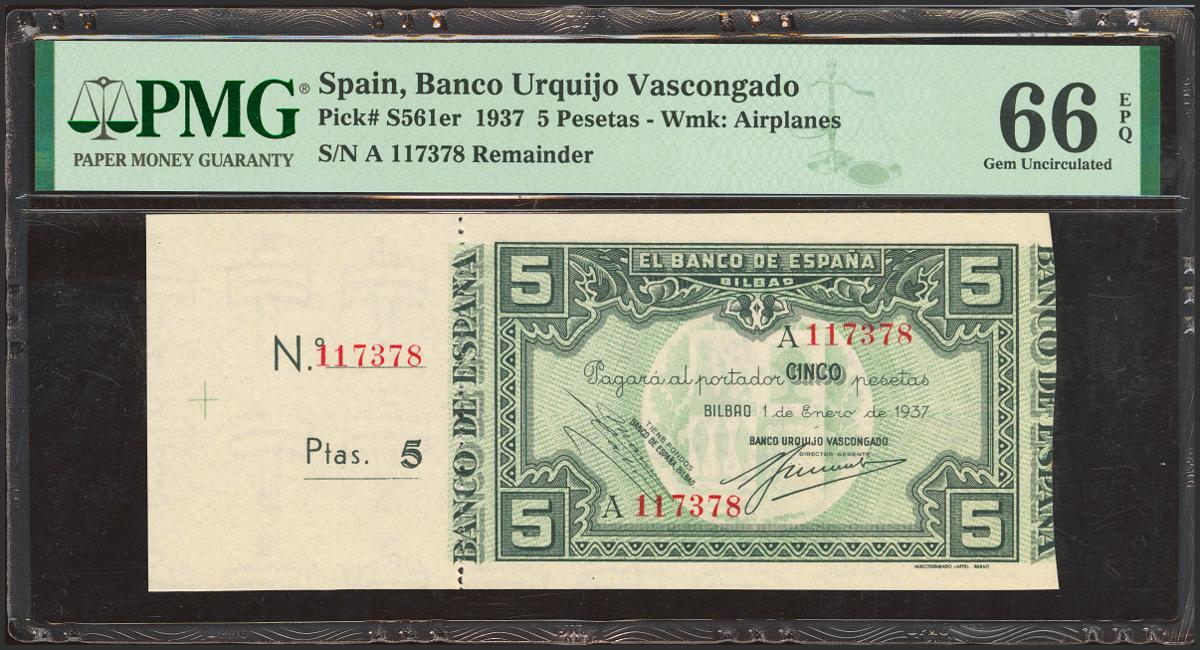 PMG®
PAPER MONEY GUARANTY
Spain, Banco Urquijo Vascongado
Pick# S561er 1937 5 Pesetas - Wmk: Airplanes
S/N A 117378 Remainder
66 EPQ
Gem Uncirculated
N.º 117378
Ptas. 5
BANCO DE ESPAÑA
5
EL BANCO DE ESPAÑA
BILBAO
5
A 117378
Pagará al portador CINCO pesetas
BILBAO 1 de Enero de 1937
TIENE FONDOS
BANCO DE ESPAÑA, BILBAO.
BANCO URQUIJO VASCONGADO
DIRECTOR-GERENTE
A 117378
5
5
BANCO DE ESPAÑA
HUECOGRABADO «ARTE» BILBAO